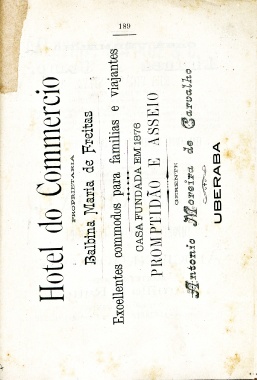 189
Hotel do Commercio
PROPRIETARIA
Balbina Maria de Freitas
Excellentes commodos para familias e viajantes
CASA FUNDADA EM 1876
PROMPTIDÃO E ASSEIO
GERENTE
Antonio Moreira de Carvalho
UBERABA